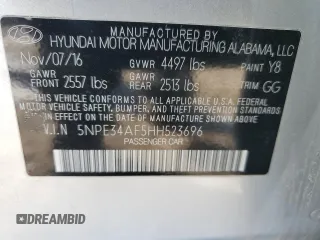 HYUNDAI MOTOR MANUFACTURING ALABAMA, LLC
Nov/07/16 GVWR 4497 lbs PAINT Y8
GAWR FRONT 2557 lbs GAWR REAR 2513 lbs TRIM GG
THIS VEHICLE CONFORMS TO ALL APPLICABLE FEDERAL MOTOR
VEHICLE SAFETY, BUMPER, AND THEFT PREVENTION
STANDARDS IN EFFECT ON THE DATE OF MANUFACTURE SHOWN ABOVE.
V.I.N 5NPE34AF5HH523696
PASSENGER CAR
DREAMBID
DREAMBID